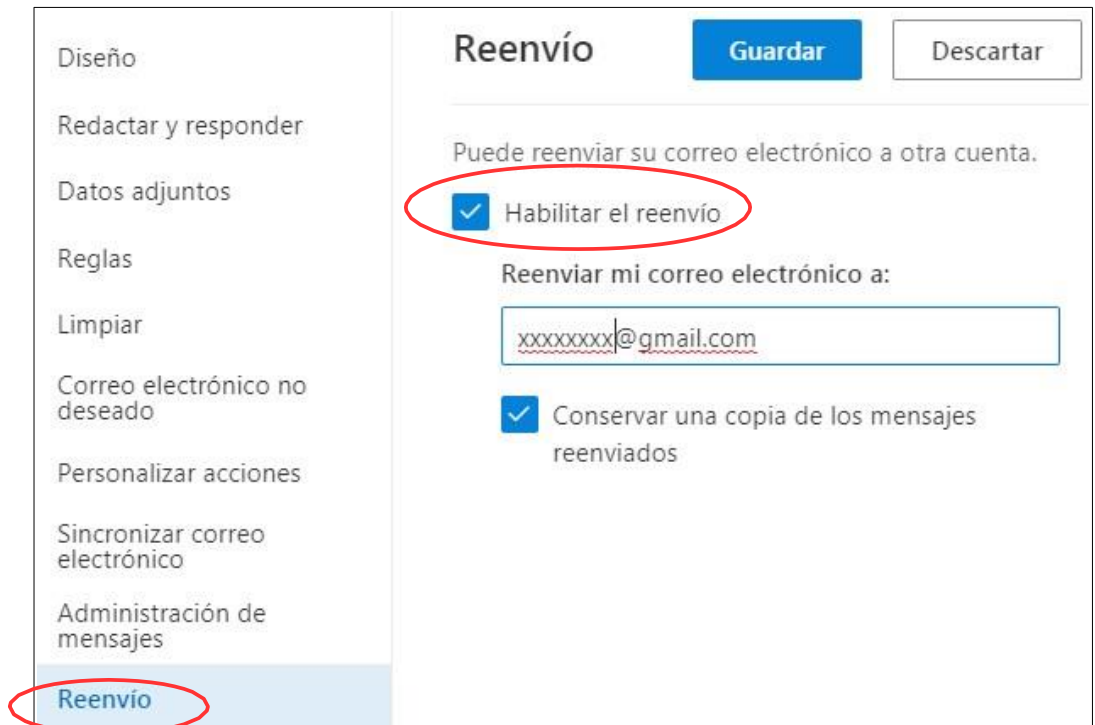 Diseño
Redactar y responder
Datos adjuntos
Reglas
Limpiar
Correo electrónico no
deseado
Personalizar acciones
Sincronizar correo
electrónico
Administración de
mensajes
Reenvío
Reenvío
Guardar
Descartar
Puede reenviar su correo electrónico a otra cuenta.
Habilitar el reenvío
Reenviar mi correo electrónico a:
xxxxxxxx@gmail.com
Conservar una copia de los mensajes
reenviados